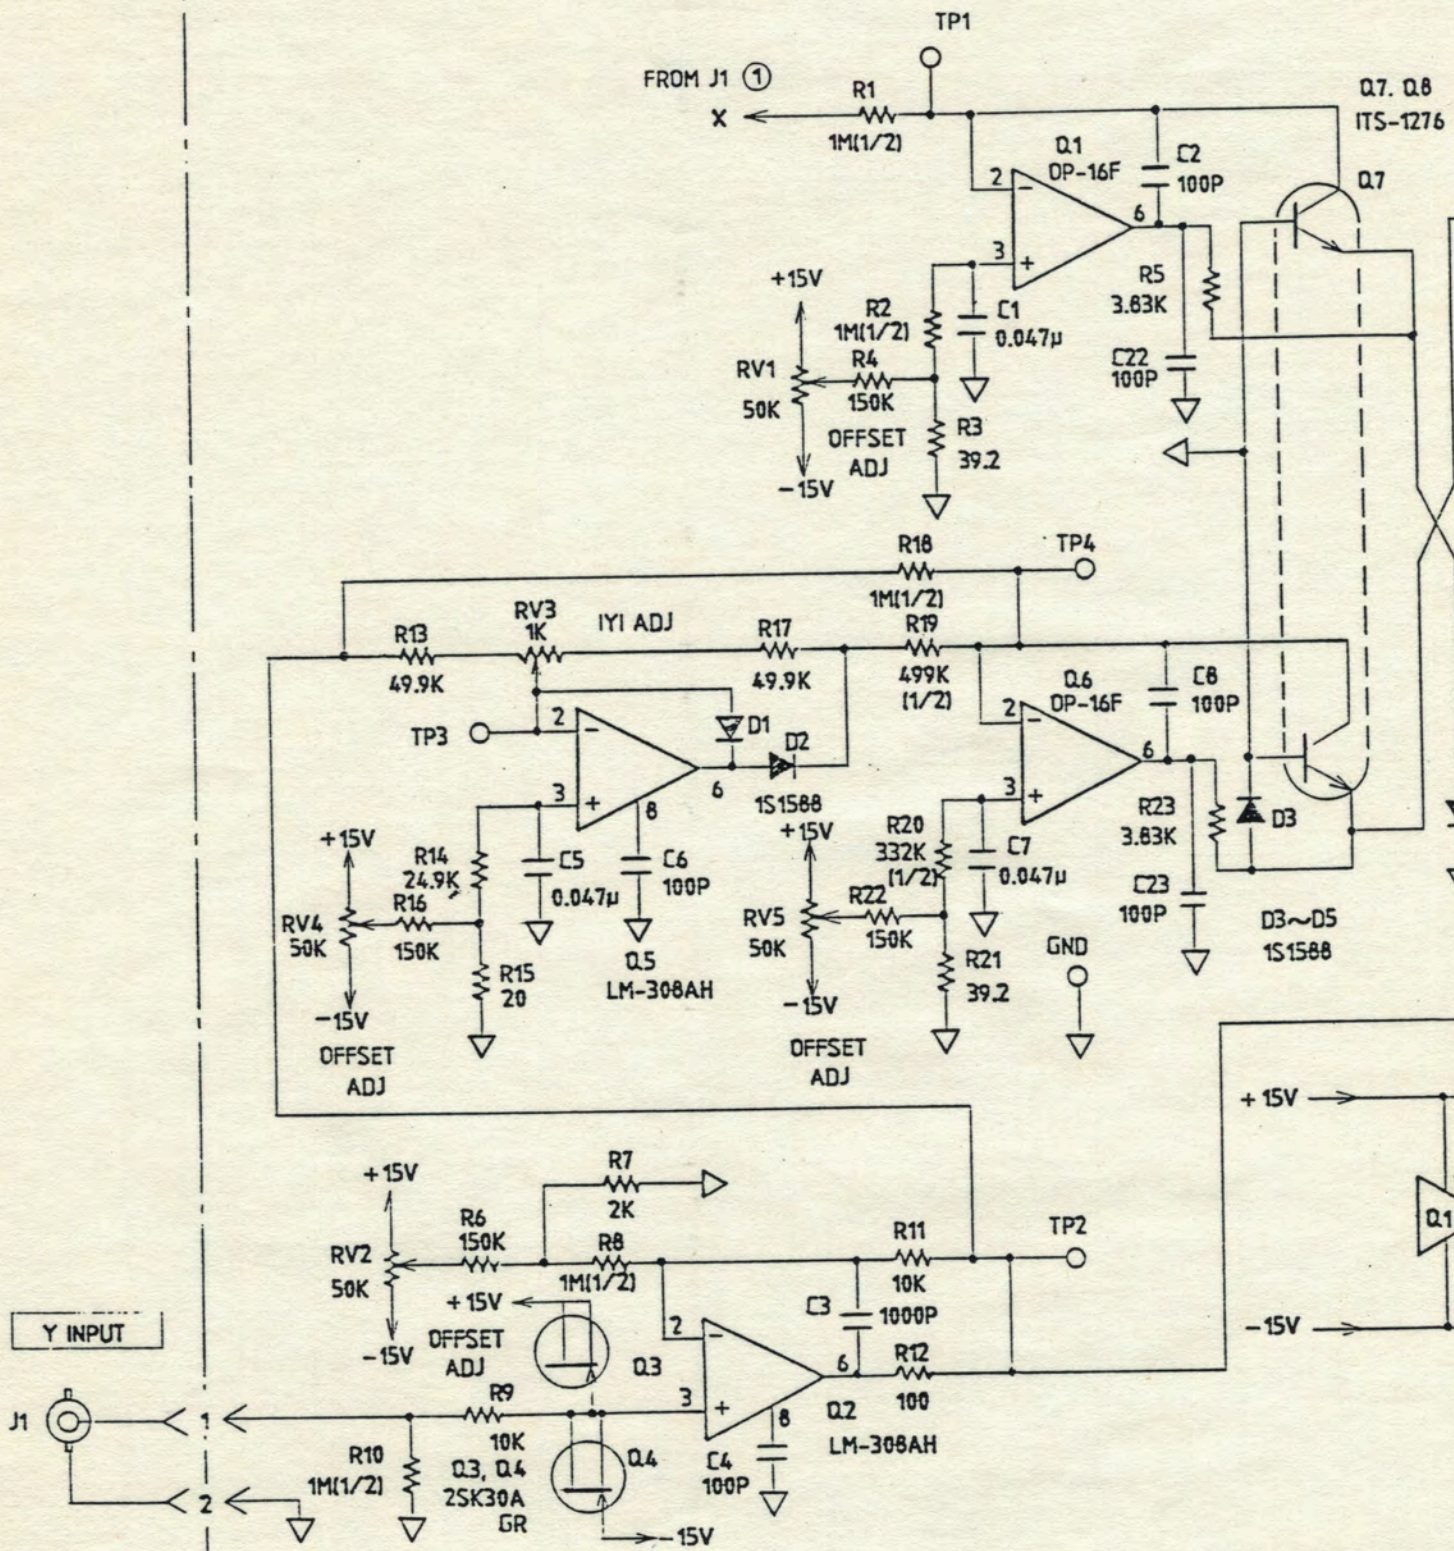 TP1
FROM J1 ①
X
R1
1M(1/2)
Q7. Q8
ITS-1276
Q1
OP-16F
C2
100P
Q7
2
6
3
+15V
R2
1M(1/2)
C1
0.047μ
R5
3.83K
RV1
50K
R4
150K
C22
100P
OFFSET
ADJ
R3
39.2
-15V
R18
1M(1/2)
TP4
RV3
1K
IYI ADJ
R13
49.9K
R17
49.9K
R19
499K
(1/2)
Q6
OP-16F
C8
100P
TP3
2
D1
D2
1S1588
6
3
8
2
6
3
+15V
R14
24.9K
C5
0.047μ
C6
100P
+15V
R20
332K
(1/2)
C7
0.047μ
R23
3.83K
D3
RV4
50K
R16
150K
RV5
50K
R22
150K
C23
100P
D3~D5
1S1588
R15
20
Q5
LM-308AH
R21
39.2
GND
-15V
OFFSET
ADJ
-15V
OFFSET
ADJ
+15V
+15V
R7
2K
R6
150K
R8
1M(1/2)
R11
10K
TP2
Q1
RV2
50K
+15V
C3
1000P
-15V
Y INPUT
-15V
OFFSET
ADJ
Q3
2
6
R12
100
3
8
Q2
LM-308AH
J1
1
R9
10K
R10
1M(1/2)
Q3, Q4
2SK30A
GR
Q4
C4
100P
2
-15V